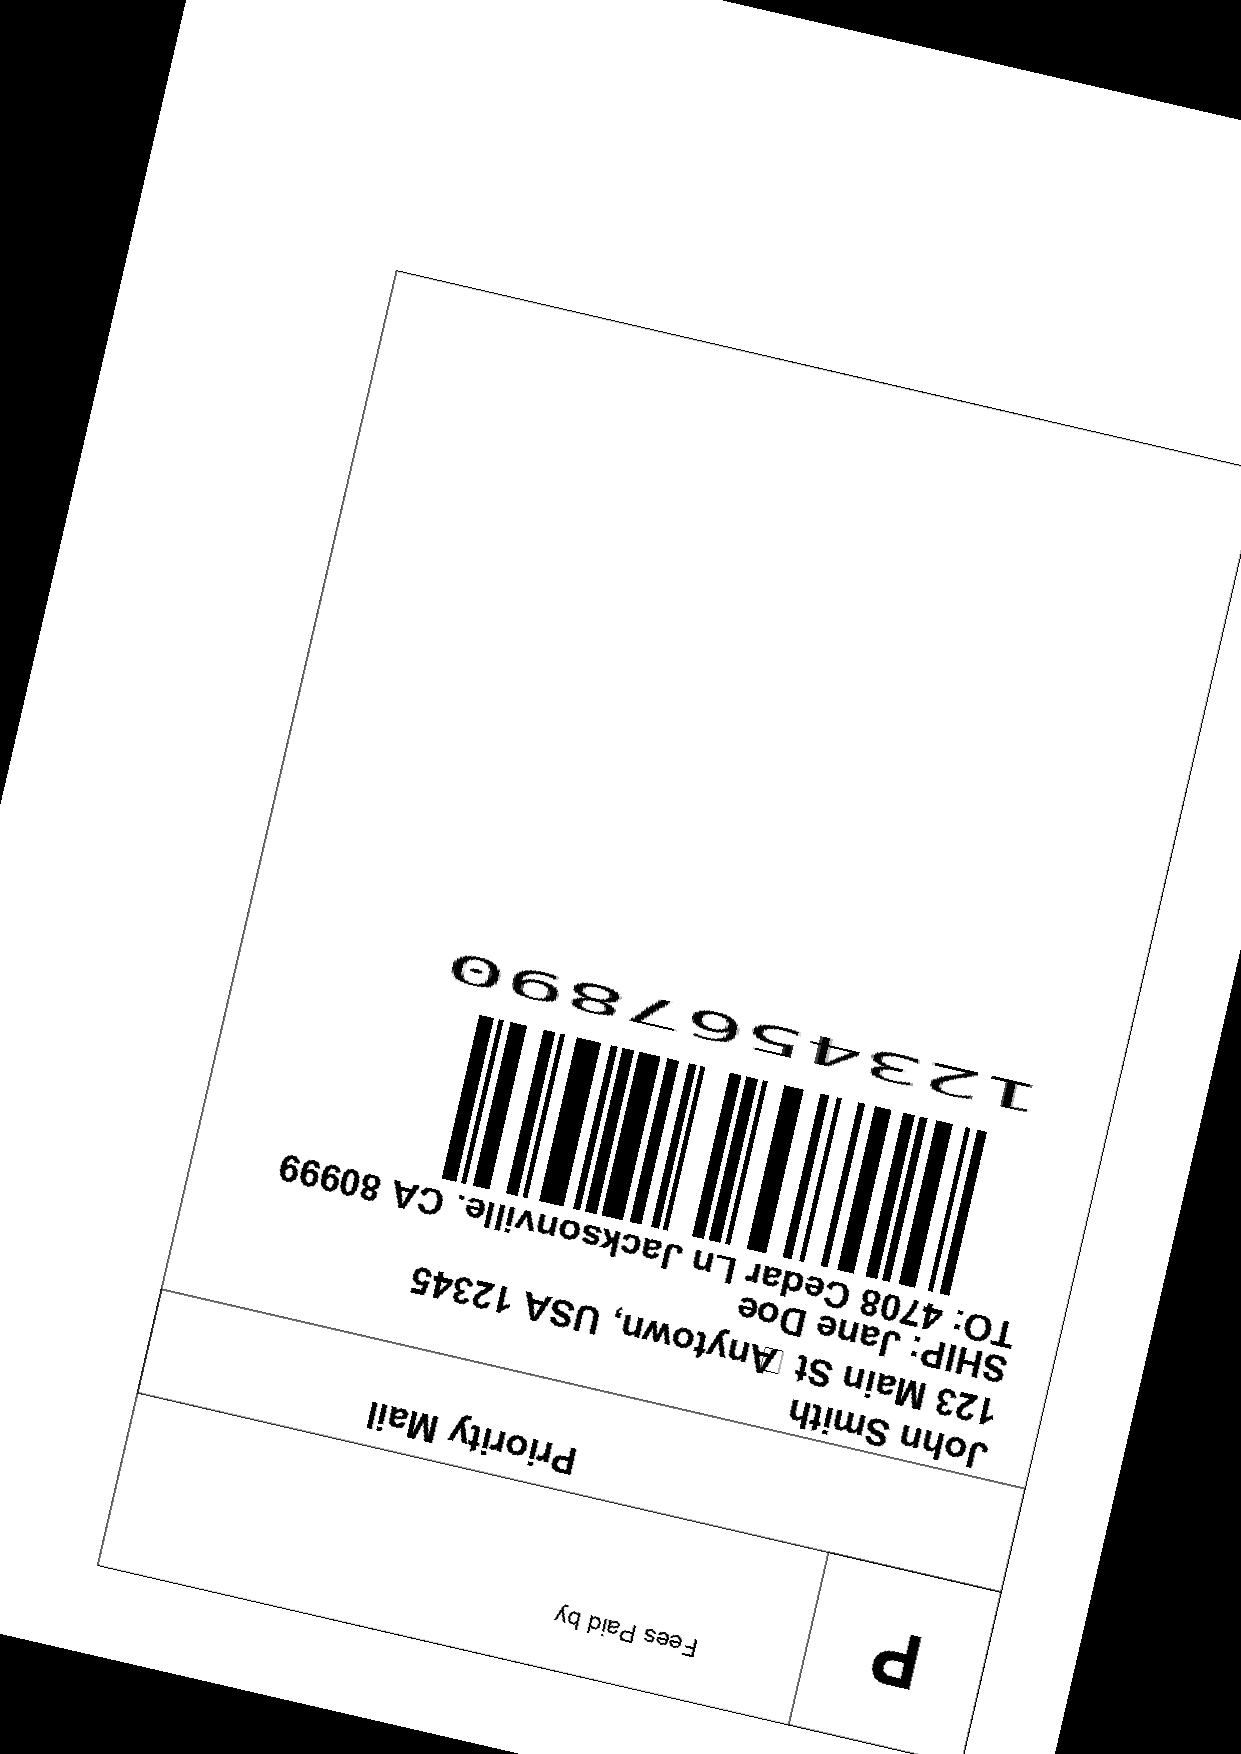 P
Fees Paid by
Priority Mail
John Smith
123 Main St Anytown, USA 12345
SHIP: Jane Doe
TO: 4708 Cedar Ln Jacksonville. CA 80999
1234567890